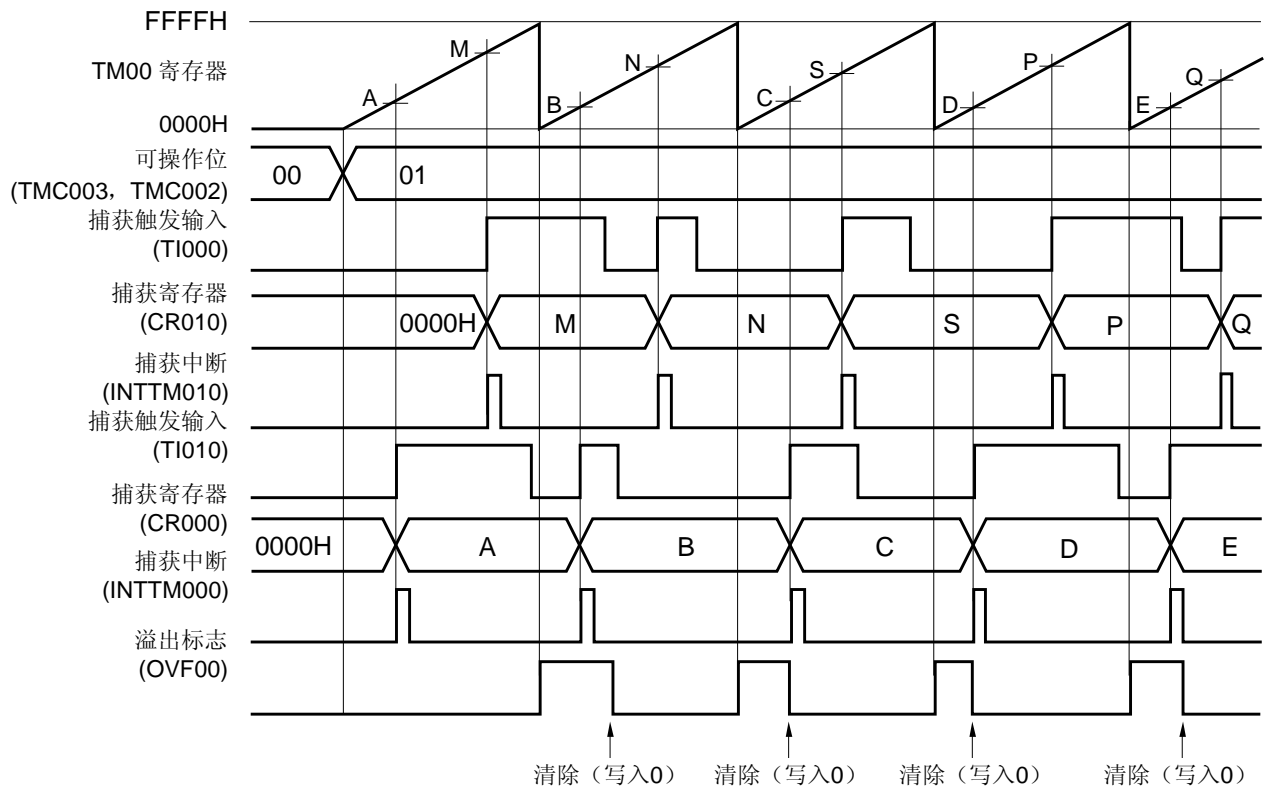 FFFFH
M
N
S
P
Q
TM00 寄存器
A
B
C
D
E
0000H
可操作位
(TMC003，TMC002)
00
01
捕获触发输入
(TI000)
捕获寄存器
(CR010)
0000H
M
N
S
P
Q
捕获中断
(INTTM010)
捕获触发输入
(TI010)
捕获寄存器
(CR000)
0000H
A
B
C
D
E
捕获中断
(INTTM000)
溢出标志
(OVF00)
清除（写入0）
清除（写入0）
清除（写入0）
清除（写入0）